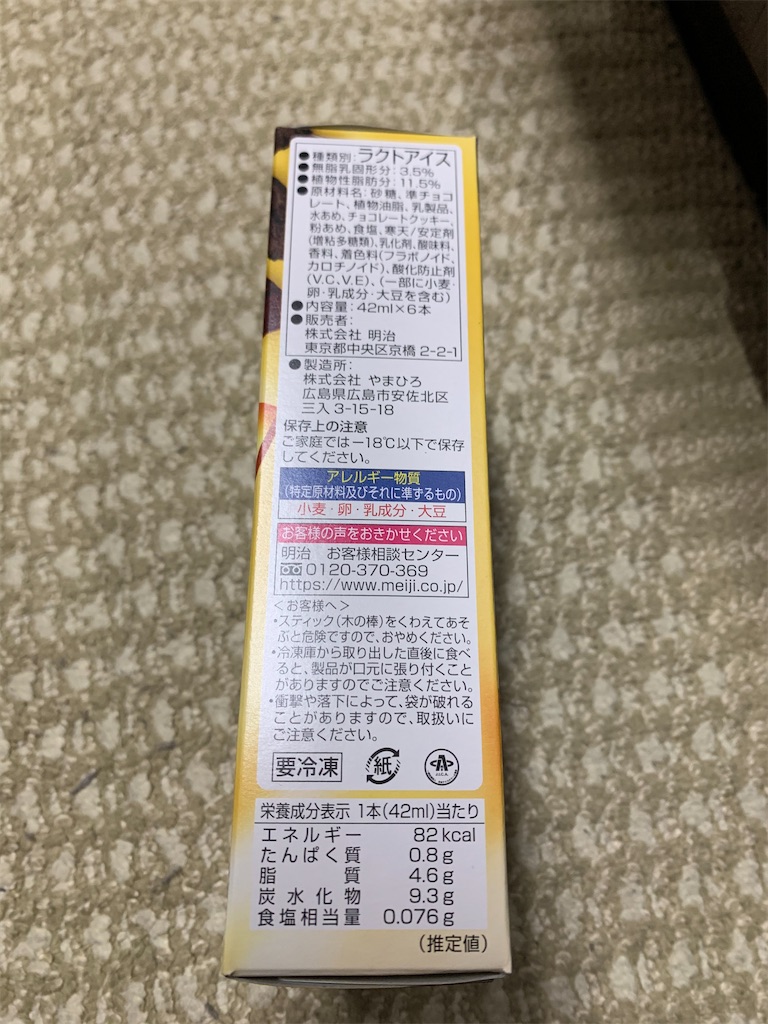 ●種類別:ラクトアイス
●無脂乳固形分:3.5%
●植物性脂肪分:11.5%
●原材料名:砂糖、準チョコ
レート、植物油脂、乳製品、
水あめ、チョコレートクッキー、
粉あめ、食塩、寒天/安定剤
(増粘多糖類)、乳化剤、酸味料、
香料、着色料(フラボノイド、
カロチノイド)、酸化防止剤
(V.C、V.E)、(一部に小麦・
卵・乳成分・大豆を含む)
●内容量:42ml×6本
●販売者:
株式会社 明治
東京都中央区京橋 2-2-1
●製造所:
株式会社 やまひろ
広島県広島市安佐北区
三入 3-15-18
保存上の注意
ご家庭では−18℃以下で保存
してください。
アレルギー物質
(特定原材料及びそれに準ずるもの)
小麦・卵・乳成分・大豆
お客様の声をおきかせください
明治 お客様相談センター
0120-370-369
https://www.meiji.co.jp/
<お客様へ>
・スティック(木の棒)をくわえてあそ
ぶと危険ですので、おやめください。
・冷凍庫から取り出した直後に食べ
ると、製品が口元に張り付くこと
がありますのでご注意ください。
・衝撃や落下によって、袋が破れる
ことがありますので、取扱いに
ご注意ください。
要冷凍 紙 A
栄養成分表示 1本(42ml)当たり
エネルギー 82kcal
たんぱく質 0.8g
脂質 4.6g
炭水化物 9.3g
食塩相当量 0.076g
(推定値)